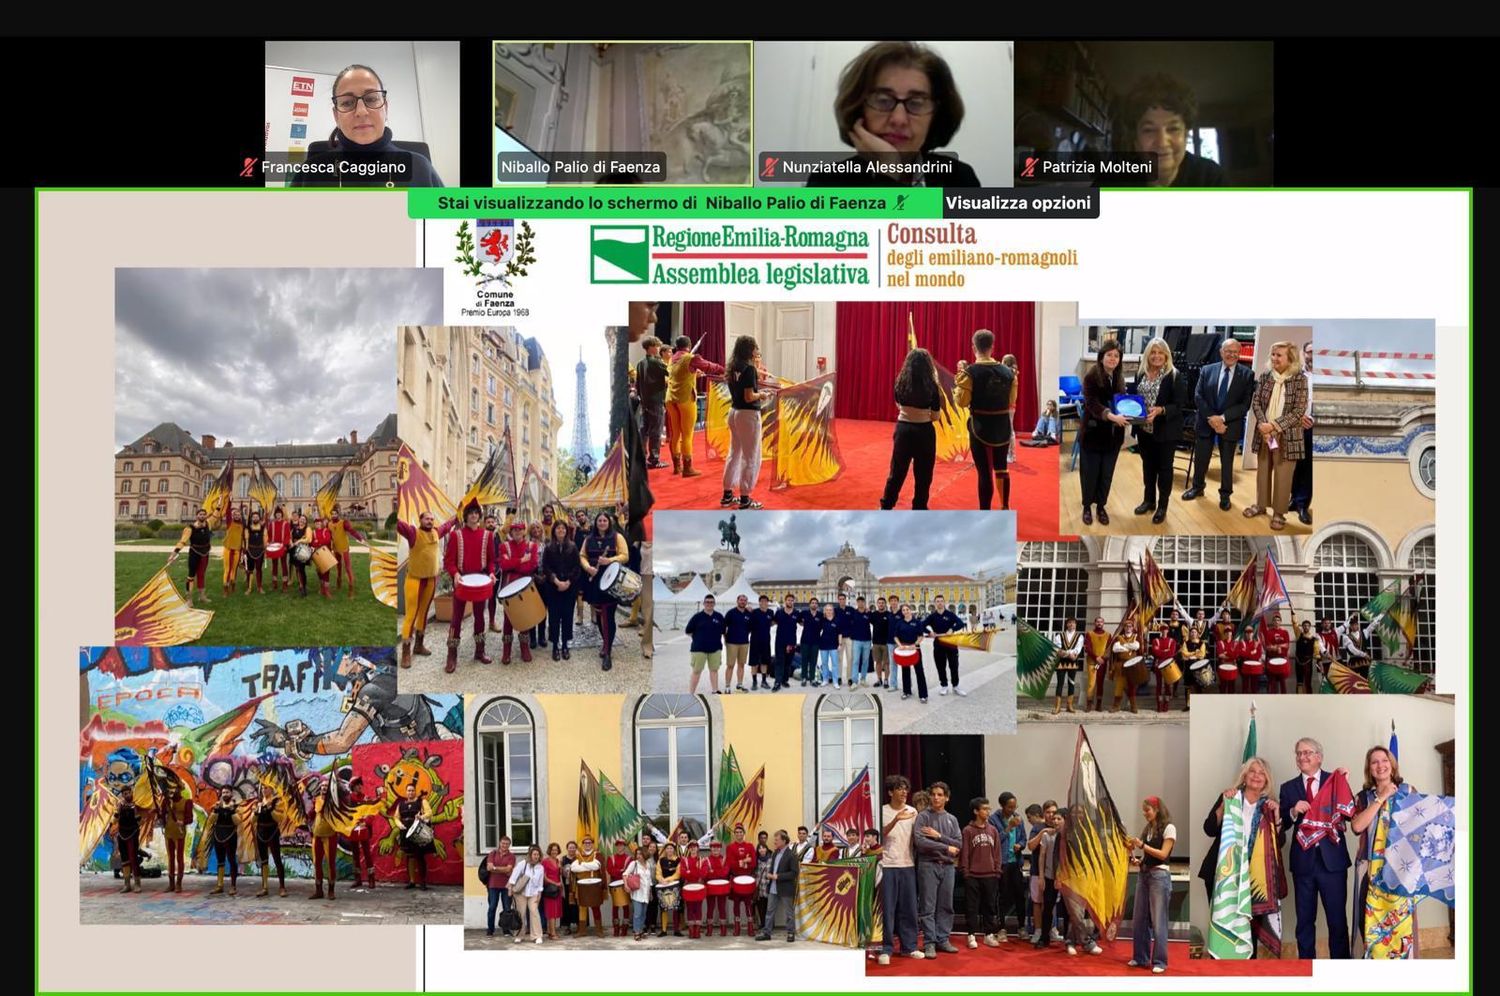 ETN
Francesca Caggiano
Niballo Palio di Faenza
Nunziatella Alessandrini
Patrizia Molteni
Stai visualizzando lo schermo di Niballo Palio di Faenza
Visualizza opzioni
Comune
di Faenza
Premio Europa 1968
RegioneEmilia-Romagna
Assemblea legislativa
Consulta
degli emiliano-romagnoli
nel mondo
EPOCA
TRAFIK